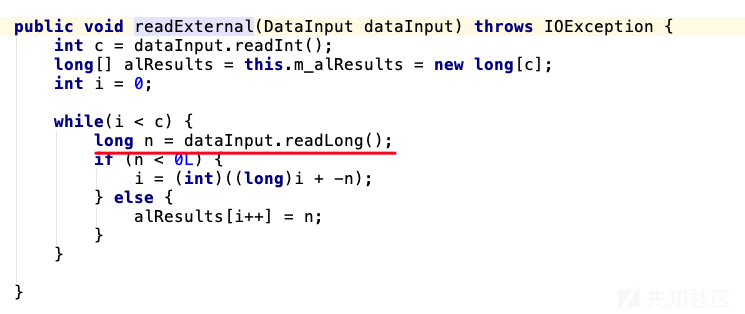 public void readExternal(DataInput dataInput) throws IOException {
    int c = dataInput.readInt();
    long[] alResults = this.m_alResults = new long[c];
    int i = 0;

    while(i < c) {
        long n = dataInput.readLong();
        if (n < 0L) {
            i = (int)((long)i + -n);
        } else {
            alResults[i++] = n;
        }
    }

}
先知社区